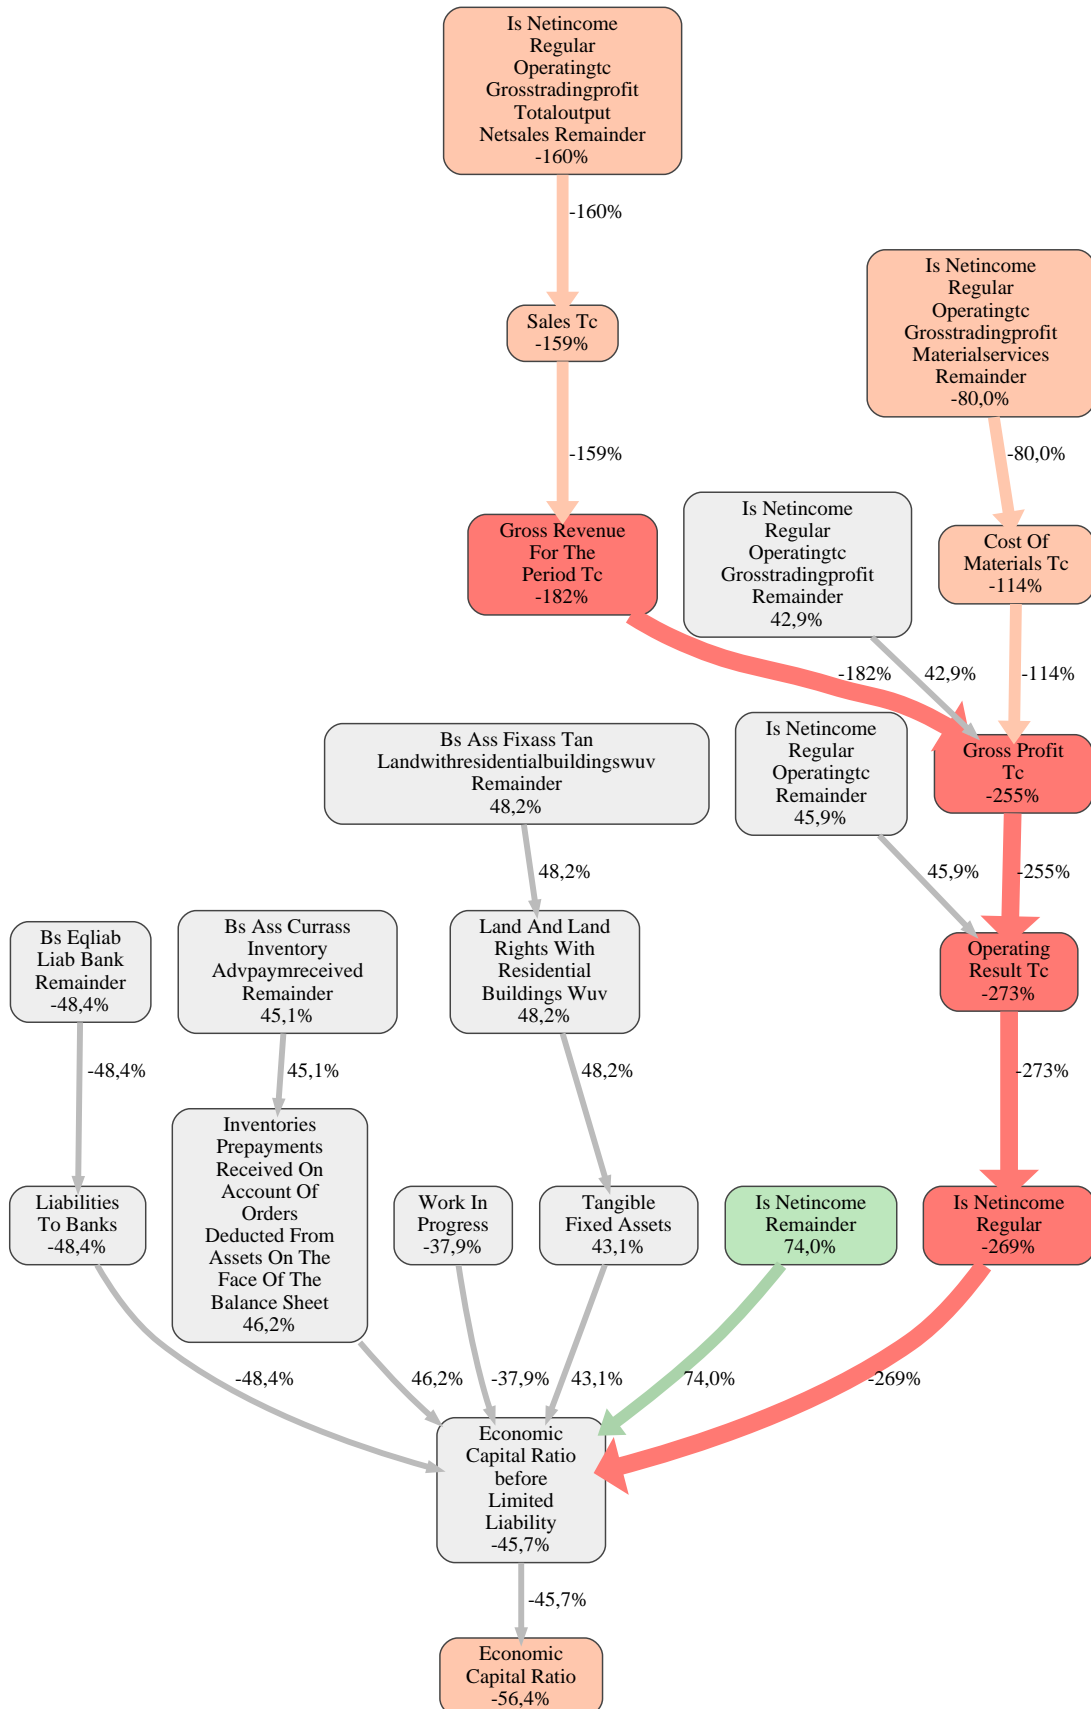 Is Netincome
Regular
Operatingtc
Grosstradingprofit
Totaloutput
Netsales Remainder
-160%
-160%
Is Netincome
Regular
Operatingtc
Grosstradingprofit
Materialservices
Remainder
-80,0%
Sales Tc
-159%
-159%
-80,0%
Gross Revenue
For The
Period Tc
-182%
Is Netincome
Regular
Operatingtc
Grosstradingprofit
Remainder
42,9%
Cost Of
Materials Tc
-114%
-182%
42,9%
-114%
Bs Ass Fixass Tan
Landwithresidentialbuildingswuv
Remainder
48,2%
Is Netincome
Regular
Operatingtc
Remainder
45,9%
Gross Profit
Tc
-255%
48,2%
45,9%
-255%
Bs Eqliab
Liab Bank
Remainder
-48,4%
Bs Ass Currass
Inventory
Advpaymreceived
Remainder
45,1%
Land And Land
Rights With
Residential
Buildings Wuv
48,2%
Operating
Result Tc
-273%
-48,4%
45,1%
48,2%
-273%
Liabilities
To Banks
-48,4%
Inventories
Prepayments
Received On
Account Of
Orders
Deducted From
Assets On The
Face Of The
Balance Sheet
46,2%
Work In
Progress
-37,9%
Tangible
Fixed Assets
43,1%
Is Netincome
Remainder
74,0%
Is Netincome
Regular
-269%
-48,4%
46,2%
-37,9%
43,1%
74,0%
-269%
Economic
Capital Ratio
before
Limited
Liability
-45,7%
-45,7%
Economic
Capital Ratio
-56,4%